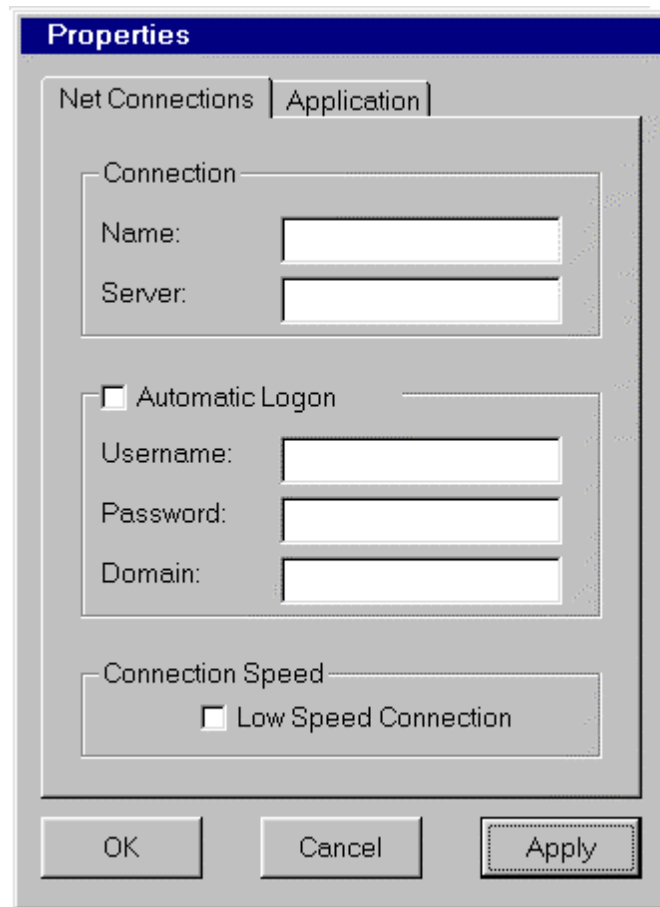 Properties
Net Connections Application
Connection
Name:
Server:
Automatic Logon
Username:
Password:
Domain:
Connection Speed
Low Speed Connection
OK Cancel Apply